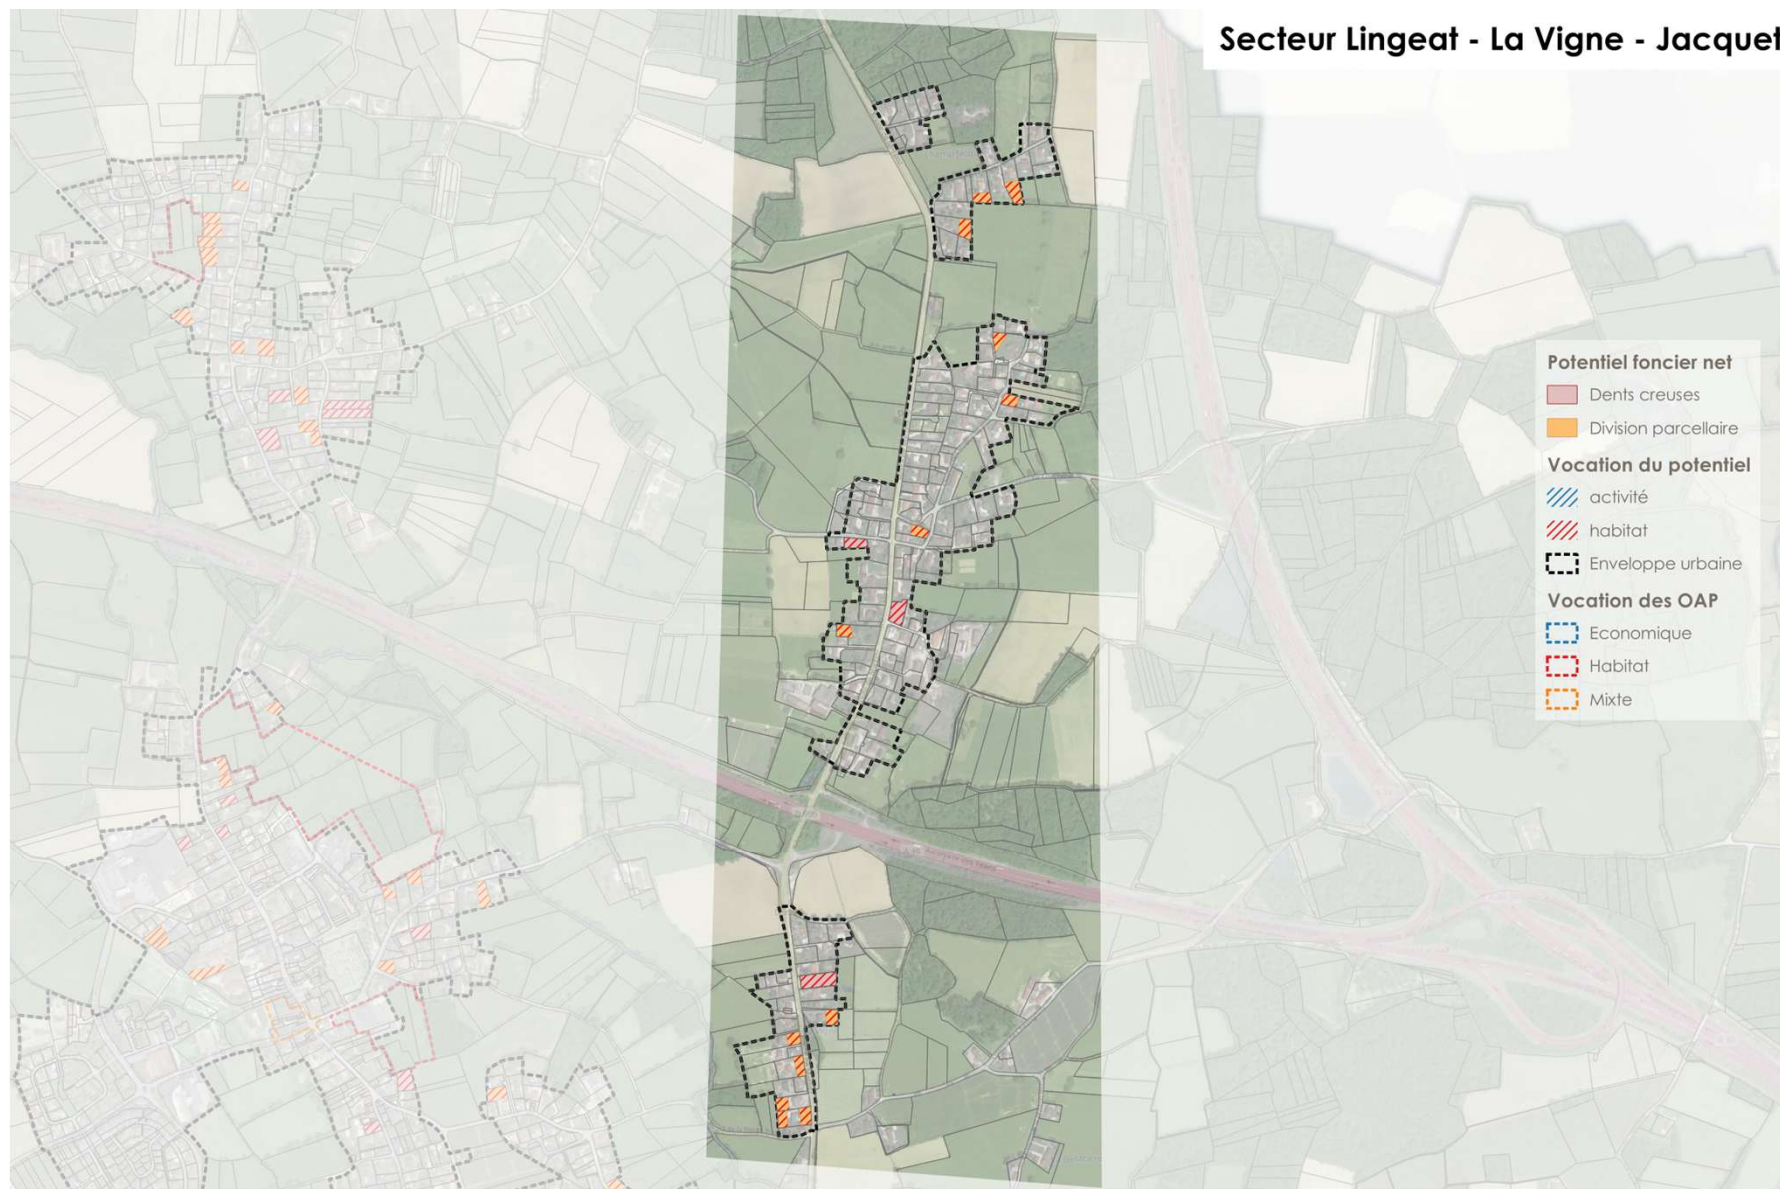 Secteur Lingeat - La Vigne - Jacquet
Potentiel foncier net
Dents creuses
Division parcellaire
Vocation du potentiel
activité
habitat
Enveloppe urbaine
Vocation des OAP
Economique
Habitat
Mixte